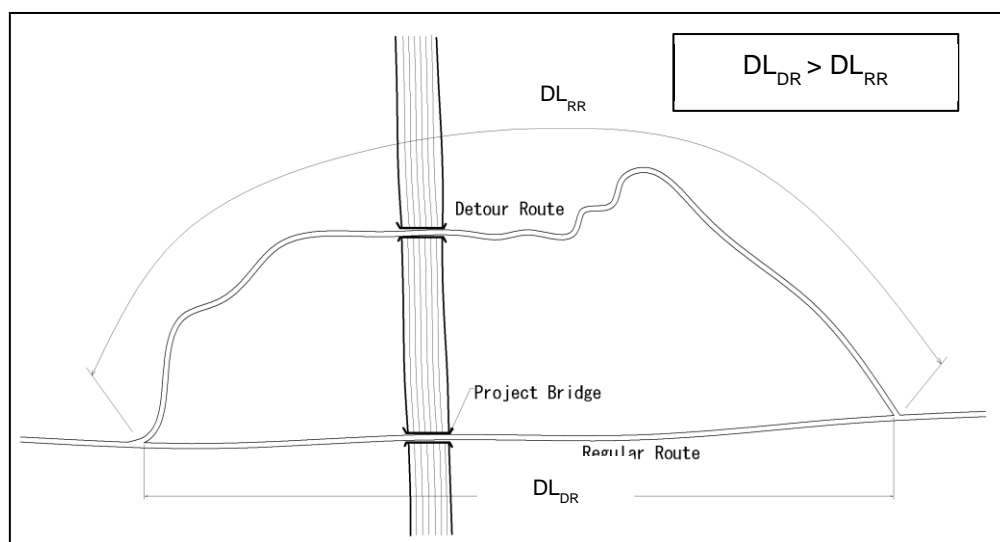 DL_DR > DL_RR
DL_RR
Detour Route
Project Bridge
Regular Route
DL_DR